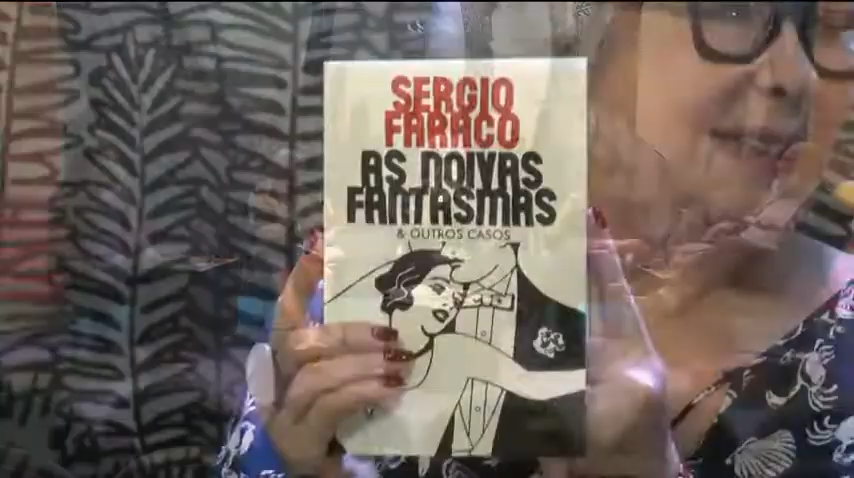 SERGIO
FARACO
AS NOIVAS
FANTASMAS
& OUTROS CASOS